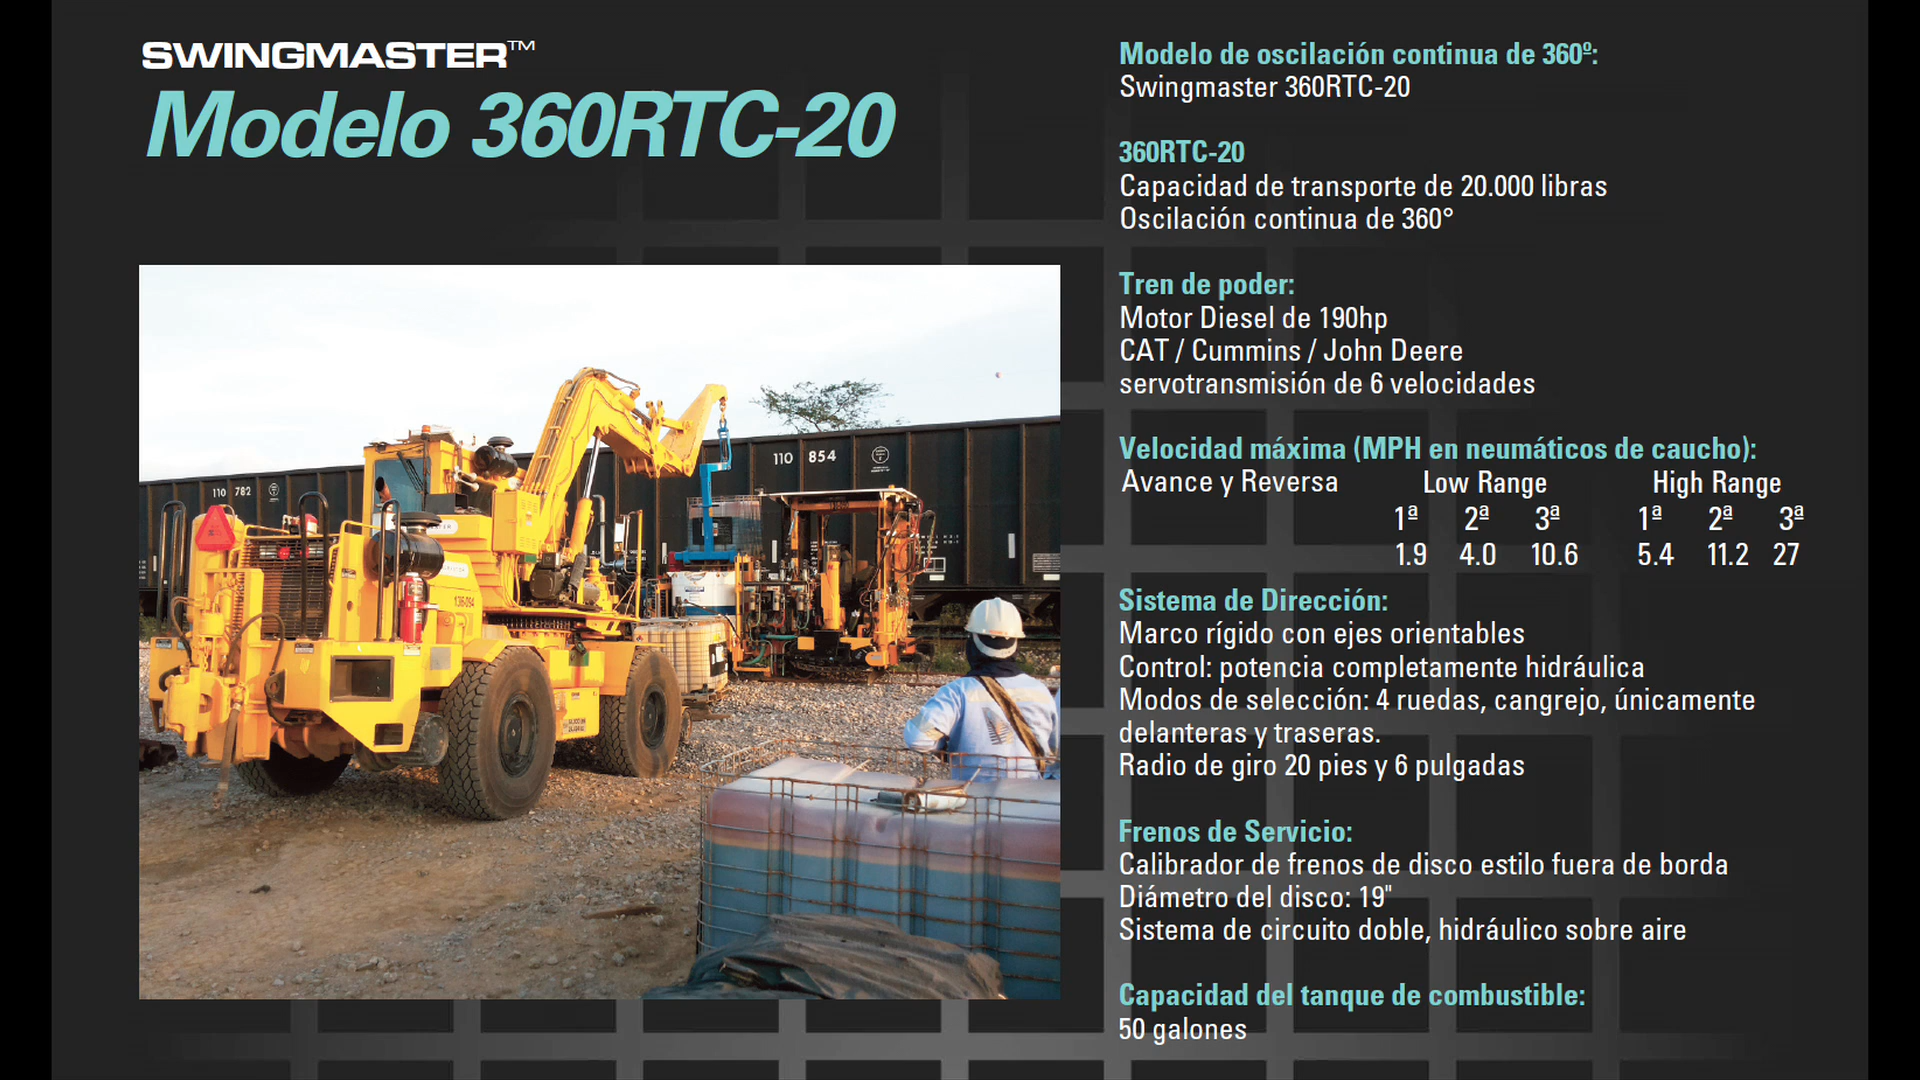 SWINGMASTER™
Modelo 360RTC-20
110 782
110 854
Modelo de oscilación continua de 360º:
Swingmaster 360RTC-20
360RTC-20
Capacidad de transporte de 20.000 libras
Oscilación continua de 360°
Tren de poder:
Motor Diesel de 190hp
CAT / Cummins / John Deere
servotransmisión de 6 velocidades
Velocidad máxima (MPH en neumáticos de caucho):
Avance y Reversa Low Range High Range
1ª 2ª 3ª 1ª 2ª 3ª
1.9 4.0 10.6 5.4 11.2 27
Sistema de Dirección:
Marco rígido con ejes orientables
Control: potencia completamente hidráulica
Modos de selección: 4 ruedas, cangrejo, únicamente
delanteras y traseras.
Radio de giro 20 pies y 6 pulgadas
Frenos de Servicio:
Calibrador de frenos de disco estilo fuera de borda
Diámetro del disco: 19"
Sistema de circuito doble, hidráulico sobre aire
Capacidad del tanque de combustible:
50 galones